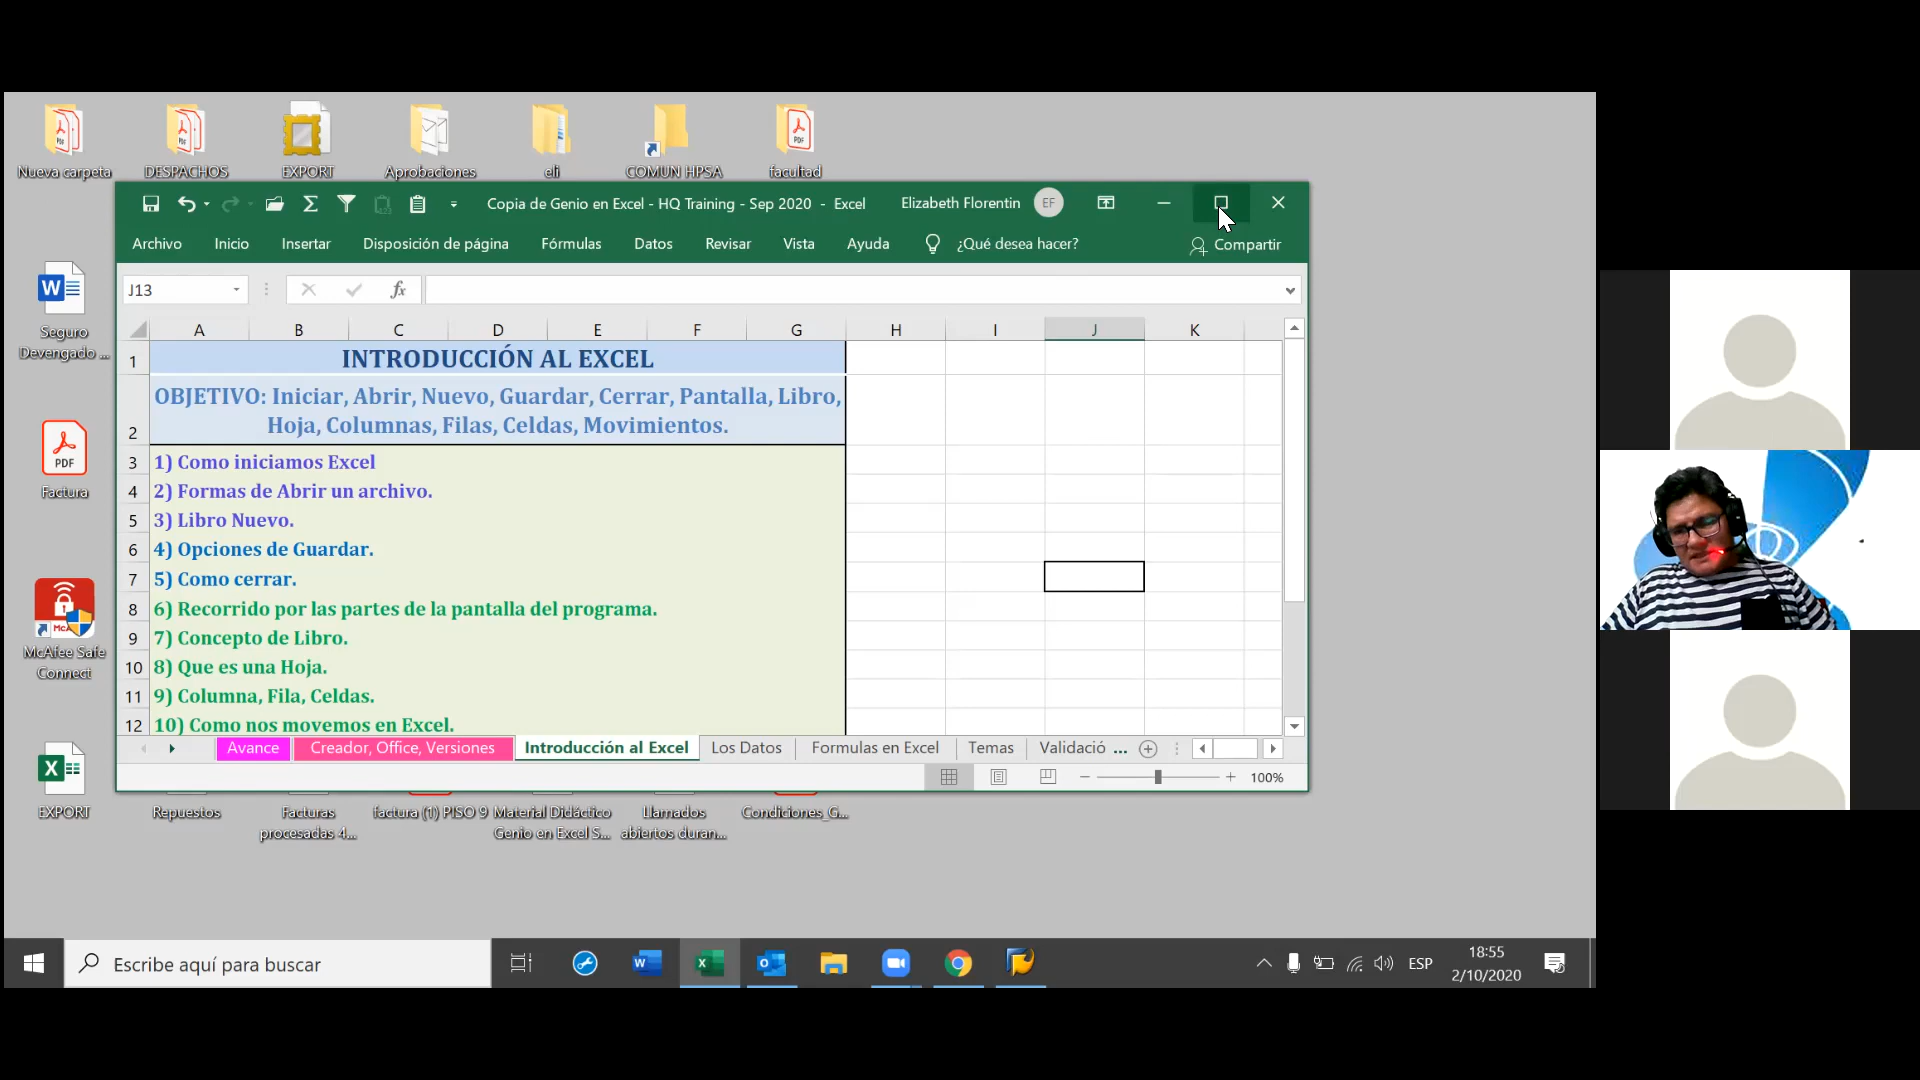 Nueva carpeta
DESPACHOS
EXPORT
Aprobaciones
eli
COMUN HPSA
facultad
Copia de Genio en Excel - HQ Training - Sep 2020 - Excel
Elizabeth Florentin
EF
Archivo
Inicio
Insertar
Disposición de página
Fórmulas
Datos
Revisar
Vista
Ayuda
¿Qué desea hacer?
Compartir
J13
fx
A B C D E F G H I J K
1 INTRODUCCIÓN AL EXCEL
OBJETIVO: Iniciar, Abrir, Nuevo, Guardar, Cerrar, Pantalla, Libro,
2 Hoja, Columnas, Filas, Celdas, Movimientos.
3 1) Como iniciamos Excel
4 2) Formas de Abrir un archivo.
5 3) Libro Nuevo.
6 4) Opciones de Guardar.
7 5) Como cerrar.
8 6) Recorrido por las partes de la pantalla del programa.
9 7) Concepto de Libro.
10 8) Que es una Hoja.
11 9) Columna, Fila, Celdas.
12 10) Como nos movemos en Excel.
Avance
Creador, Office, Versiones
Introducción al Excel
Los Datos
Formulas en Excel
Temas
Validació ...
100%
Seguro
Devengado ...
PDF
Factura
McAfee Safe
Connect
EXPORT
Repuestos
Facturas
procesadas 4...
factura (1) PISO 9
Material Didáctico
Genio en Excel S...
Llamados
abiertos duran...
Condiciones_G...
Escribe aquí para buscar
ESP
18:55
2/10/2020